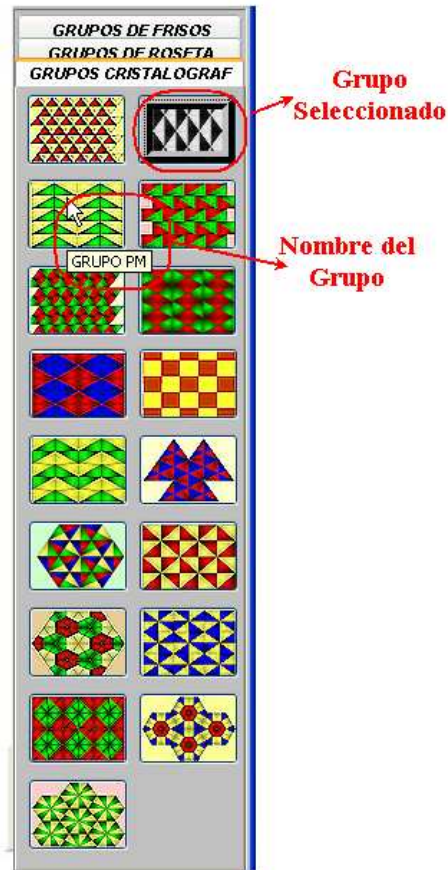 GRUPOS DE FRISOS
GRUPOS DE ROSETA
GRUPOS CRISTALOGRAF
Grupo
Seleccionado
GRUPO PM
Nombre del
Grupo